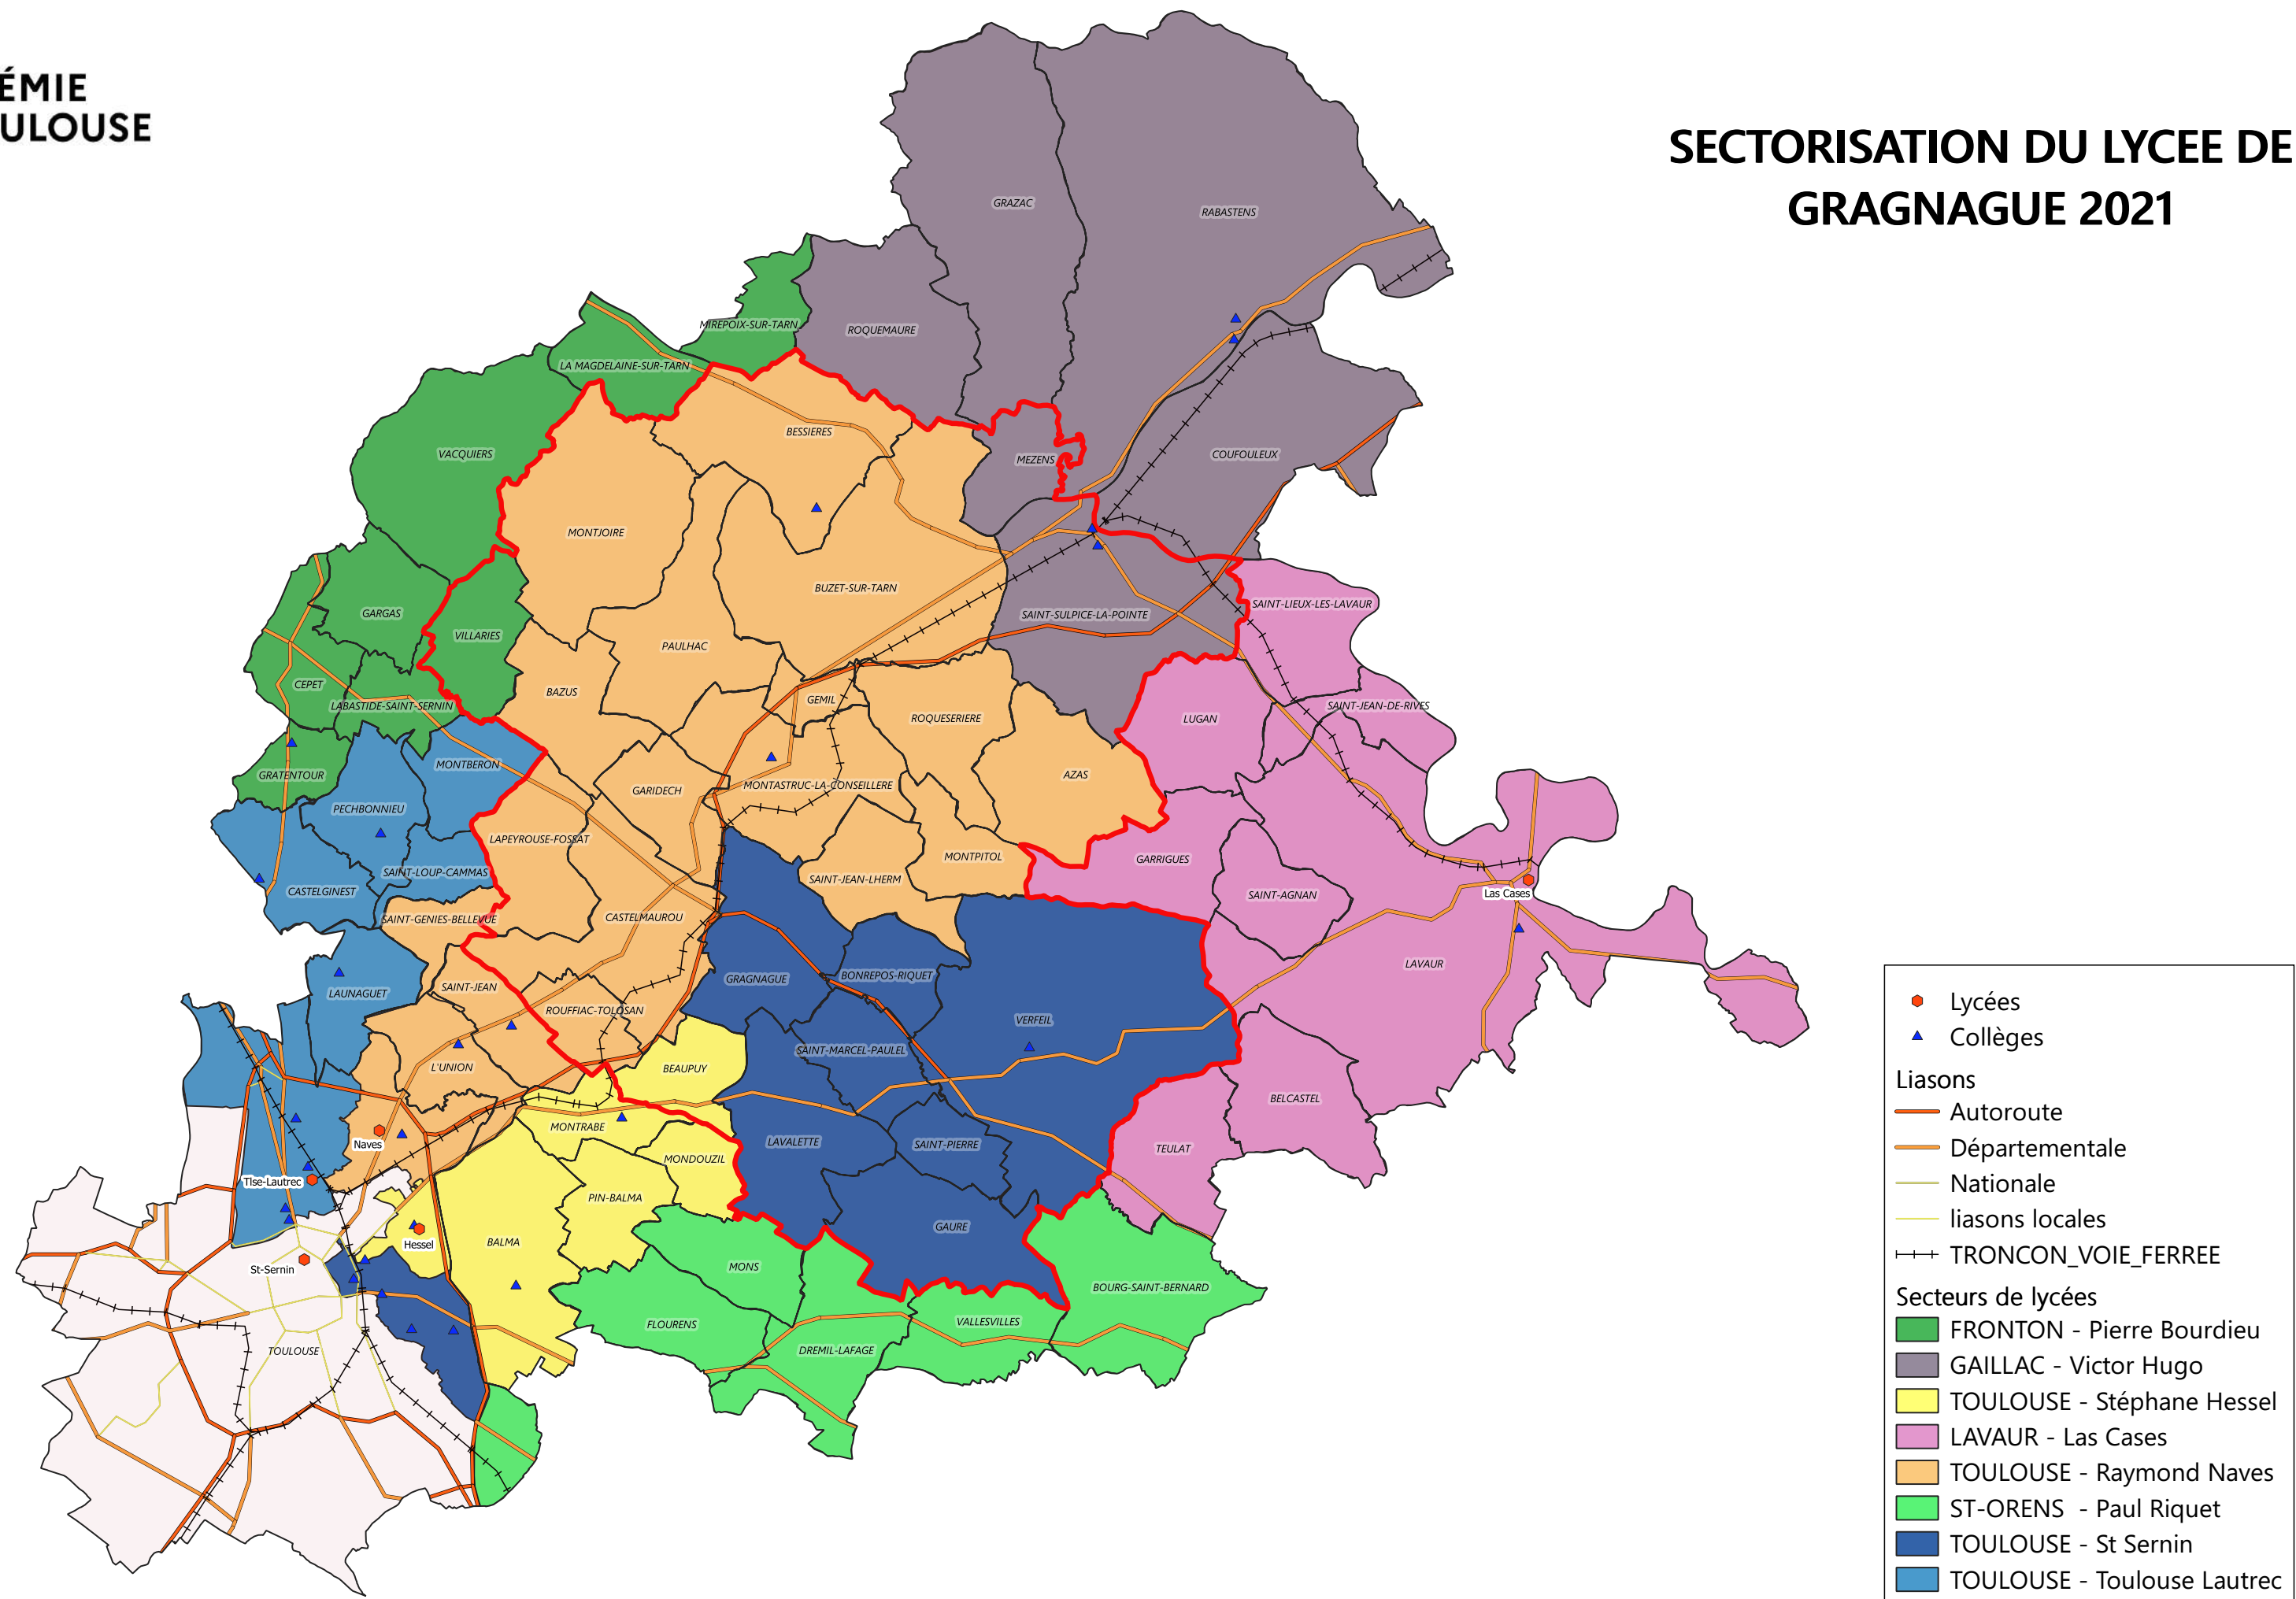 ÉMIE
ULOUSE
SECTORISATION DU LYCEE DE
GRAGNAGUE 2021
GRAZAC
RABASTENS
MIREPOIX-SUR-TARN
ROQUEMAURE
LA MAGDELAINE-SUR-TARN
BESSIERES
VACQUIERS
MEZENS
COUFOULEUX
MONTJOIRE
BUZET-SUR-TARN
SAINT-LIEUX-LES-LAVAUR
GARGAS
SAINT-SULPICE-LA-POINTE
VILLARIES
PAULHAC
CEPET
BAZUS
GEMIL
LABASTIDE-SAINT-SERNIN
SAINT-JEAN-DE-RIVES
ROQUESERIERE
LUGAN
MONTBERON
GRATENTOUR
AZAS
MONTASTRUC-LA-CONSEILLERE
GARIDECH
PECHBONNIEU
LAPEYROUSE-FOSSAT
MONTPITOL
GARRIGUES
SAINT-LOUP-CAMMAS
SAINT-JEAN-LHERM
CASTELGINEST
SAINT-AGNAN
Las Cases
SAINT-GENIES-BELLEVUE
CASTELMAUROU
LAVAUR
BONREPOS-RIQUET
GRAGNAGUE
SAINT-JEAN
LAUNAGUET
ROUFFIAC-TOLOSAN
VERFEIL
SAINT-MARCEL-PAULEL
L'UNION
BEAUPUY
BELCASTEL
MONTRABE
Naves
LAVALETTE
SAINT-PIERRE
TEULAT
MONDOUZIL
Tlse-Lautrec
PIN-BALMA
GAURE
BALMA
Hessel
St-Sernin
MONS
BOURG-SAINT-BERNARD
FLOURENS
VALLESVILLES
TOULOUSE
DREMIL-LAFAGE
Lycées
Collèges
Liasons
Autoroute
Départementale
Nationale
liasons locales
TRONCON_VOIE_FERREE
Secteurs de lycées
FRONTON - Pierre Bourdieu
GAILLAC - Victor Hugo
TOULOUSE - Stéphane Hessel
LAVAUR - Las Cases
TOULOUSE - Raymond Naves
ST-ORENS - Paul Riquet
TOULOUSE - St Sernin
TOULOUSE - Toulouse Lautrec